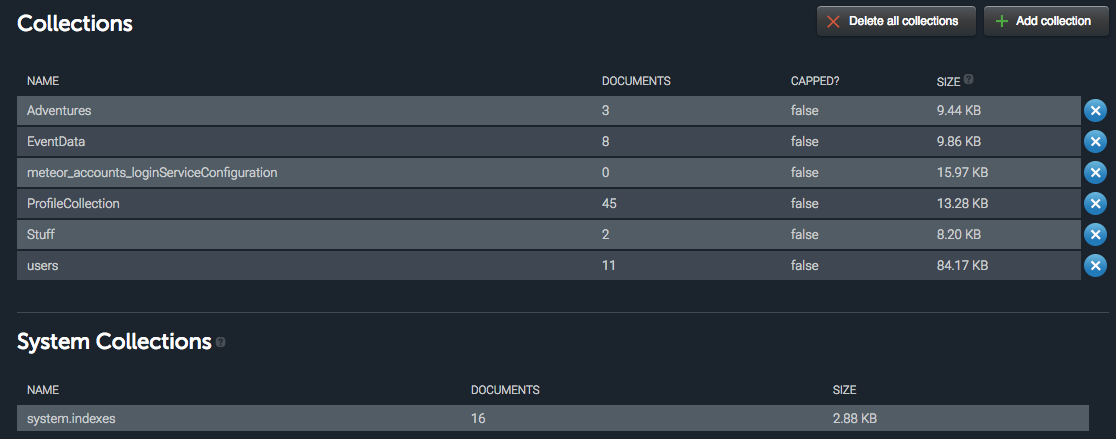 Collections
Delete all collections
Add collection
NAME DOCUMENTS CAPPED? SIZE ?
Adventures 3 false 9.44 KB
EventData 8 false 9.86 KB
meteor_accounts_loginServiceConfiguration 0 false 15.97 KB
ProfileCollection 45 false 13.28 KB
Stuff 2 false 8.20 KB
users 11 false 84.17 KB
System Collections ?
NAME DOCUMENTS SIZE
system.indexes 16 2.88 KB